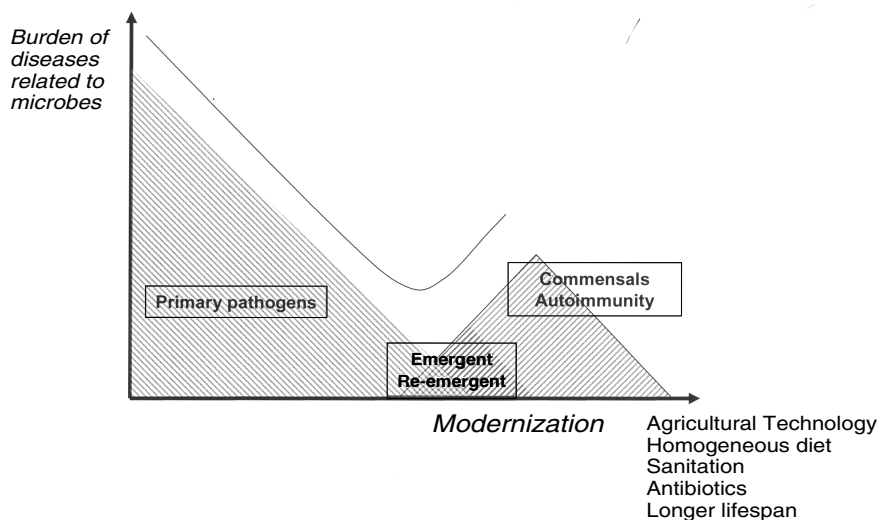 Burden of
diseases
related to
microbes
Primary pathogens
Commensals
Autoimmunity
Emergent
Re-emergent
Modernization
Agricultural Technology
Homogeneous diet
Sanitation
Antibiotics
Longer lifespan